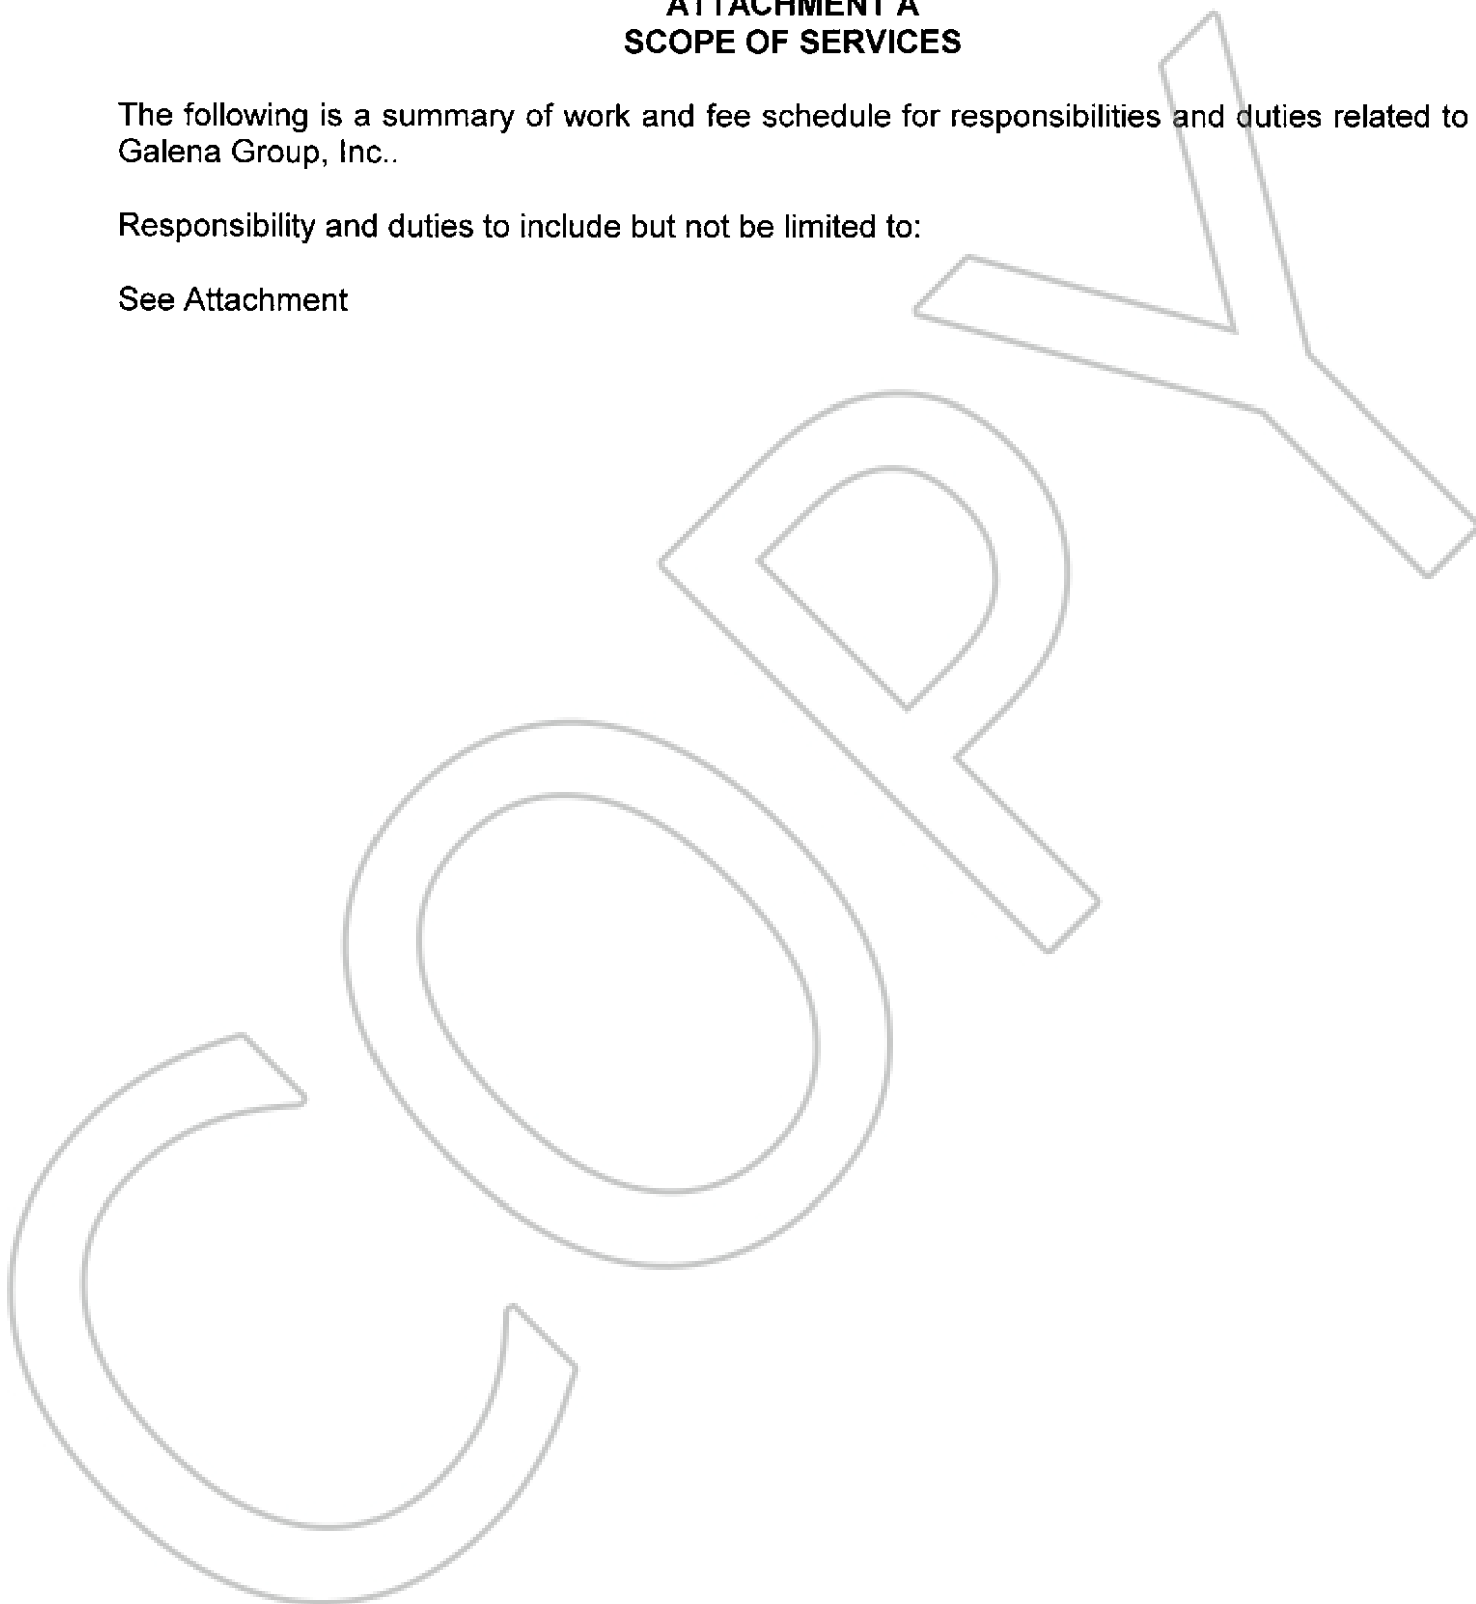 ATTACHMENT A
SCOPE OF SERVICES
The following is a summary of work and fee schedule for responsibilities and duties related to
Galena Group, Inc..
Responsibility and duties to include but not be limited to:
See Attachment
COPY